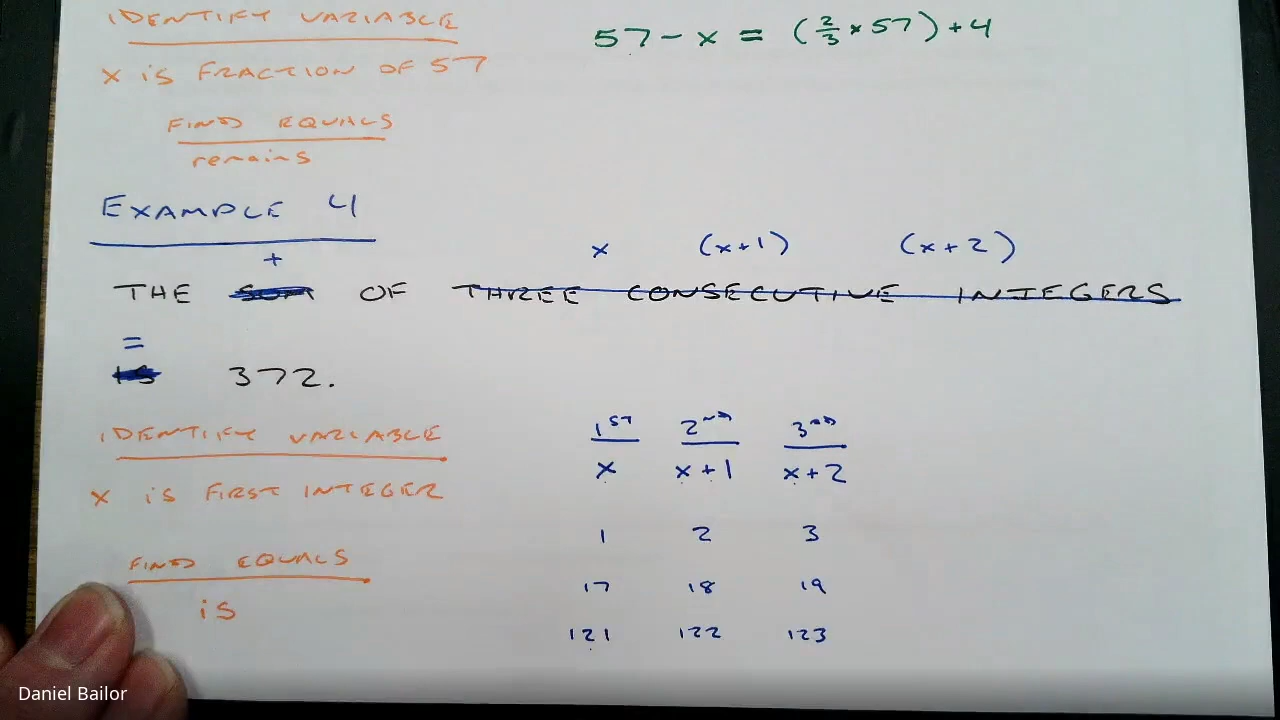 IDENTIFY VARIABLE
x IS FRACTION OF 57
57 - x = (2/3 × 57) + 4
FIND EQUALS
remains
EXAMPLE 4
x (x+1) (x+2)
+
THE SUM OF THREE CONSECUTIVE INTEGERS
=
IS 372.
IDENTIFY VARIABLE
x IS FIRST INTEGER
FIND EQUALS
is
1ST 2ND 3RD
x x+1 x+2
1 2 3
17 18 19
121 122 123
Daniel Bailor